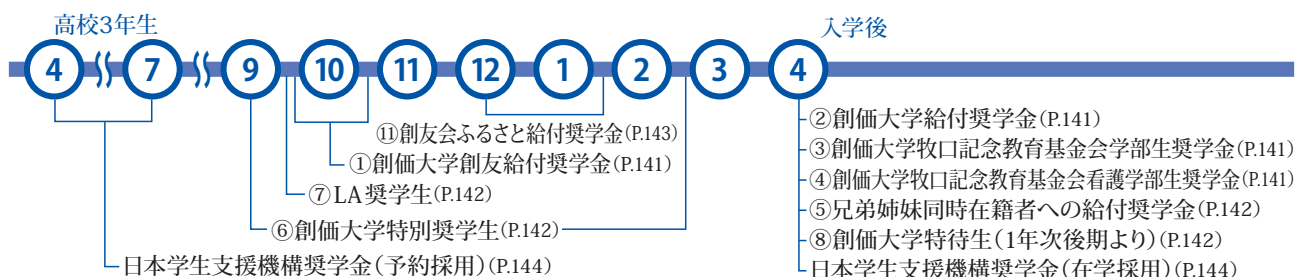 高校3年生
入学後
4 7 9 10 11 12 1 2 3 4
⑪創友会ふるさと給付奨学金(P.143)
①創価大学創友給付奨学金(P.141)
⑦LA奨学生(P.142)
⑥創価大学特別奨学生(P.142)
日本学生支援機構奨学金(予約採用)(P.144)
②創価大学給付奨学金(P.141)
③創価大学牧口記念教育基金会学部生奨学金(P.141)
④創価大学牧口記念教育基金会看護学部生奨学金(P.141)
⑤兄弟姉妹同時在籍者への給付奨学金(P.142)
⑧創価大学特待生(1年次後期より)(P.142)
日本学生支援機構奨学金(在学採用)(P.144)